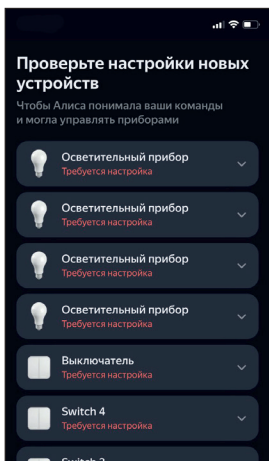 Проверьте настройки новых
устройств
Чтобы Алиса понимала ваши команды
и могла управлять приборами
Осветительный прибор
Требуется настройка
Осветительный прибор
Требуется настройка
Осветительный прибор
Требуется настройка
Осветительный прибор
Требуется настройка
Выключатель
Требуется настройка
Switch 4
Требуется настройка
Switch